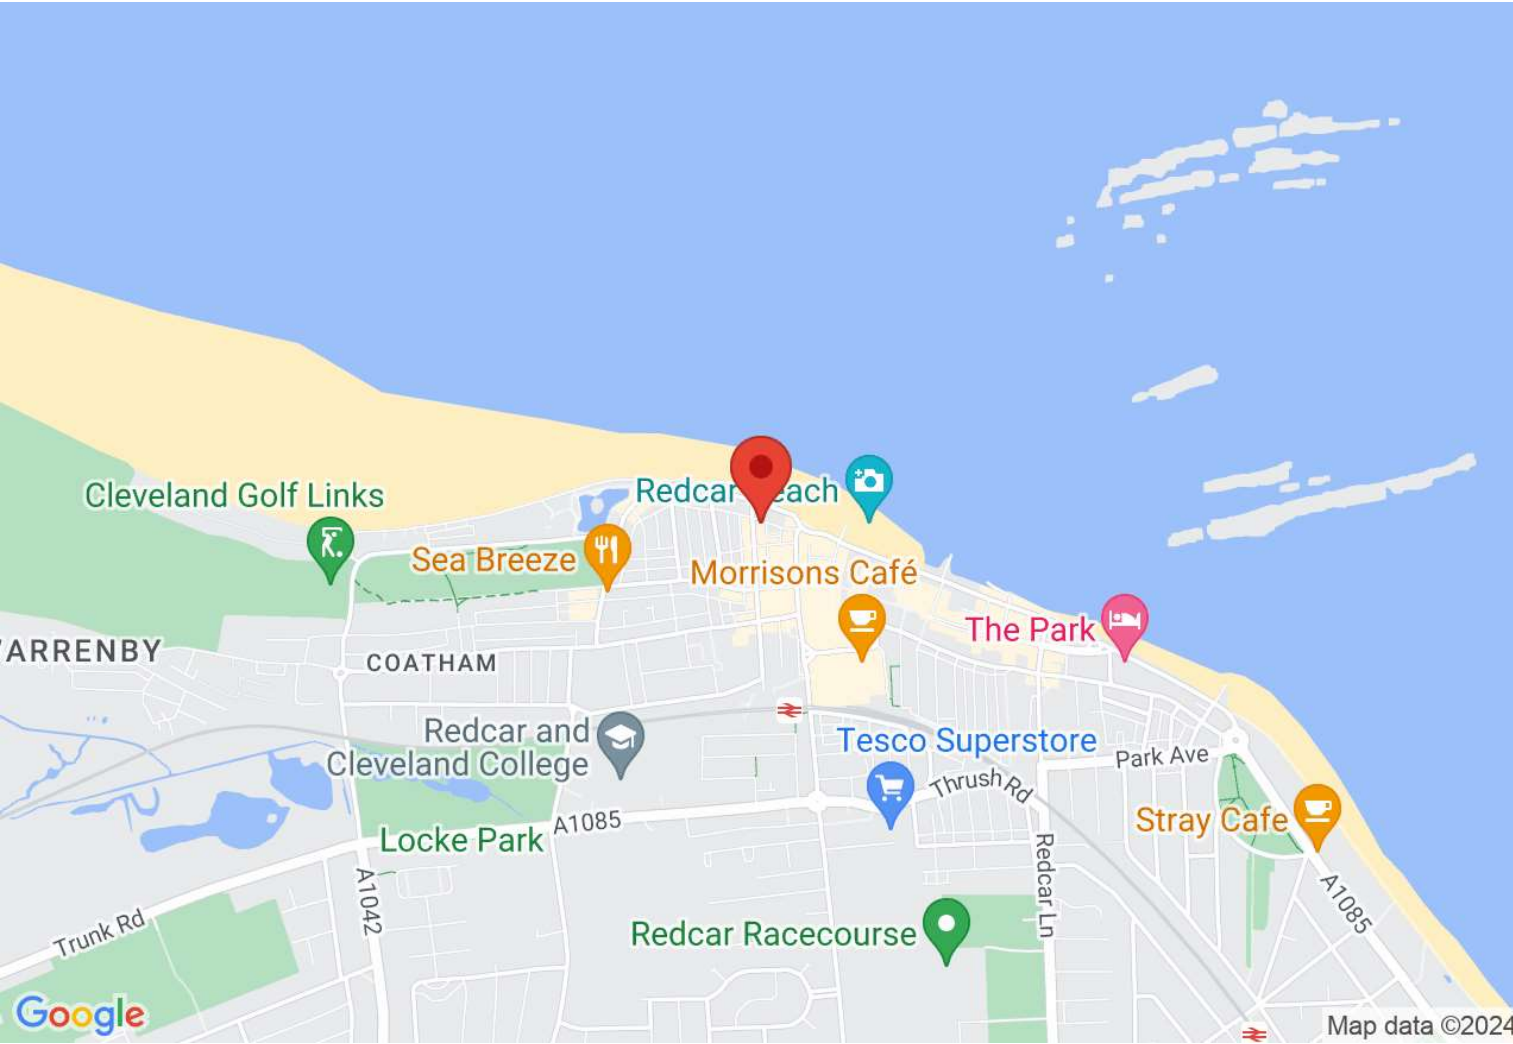 Redcar Beach
Cleveland Golf Links
Sea Breeze
Morrisons Café
The Park
COATHAM
Redcar and
Cleveland College
Tesco Superstore
Park Ave
Thrush Rd
Stray Cafe
A1085
Locke Park
Redcar Ln
A1042
A1085
Trunk Rd
Redcar Racecourse
Google
Map data ©2024